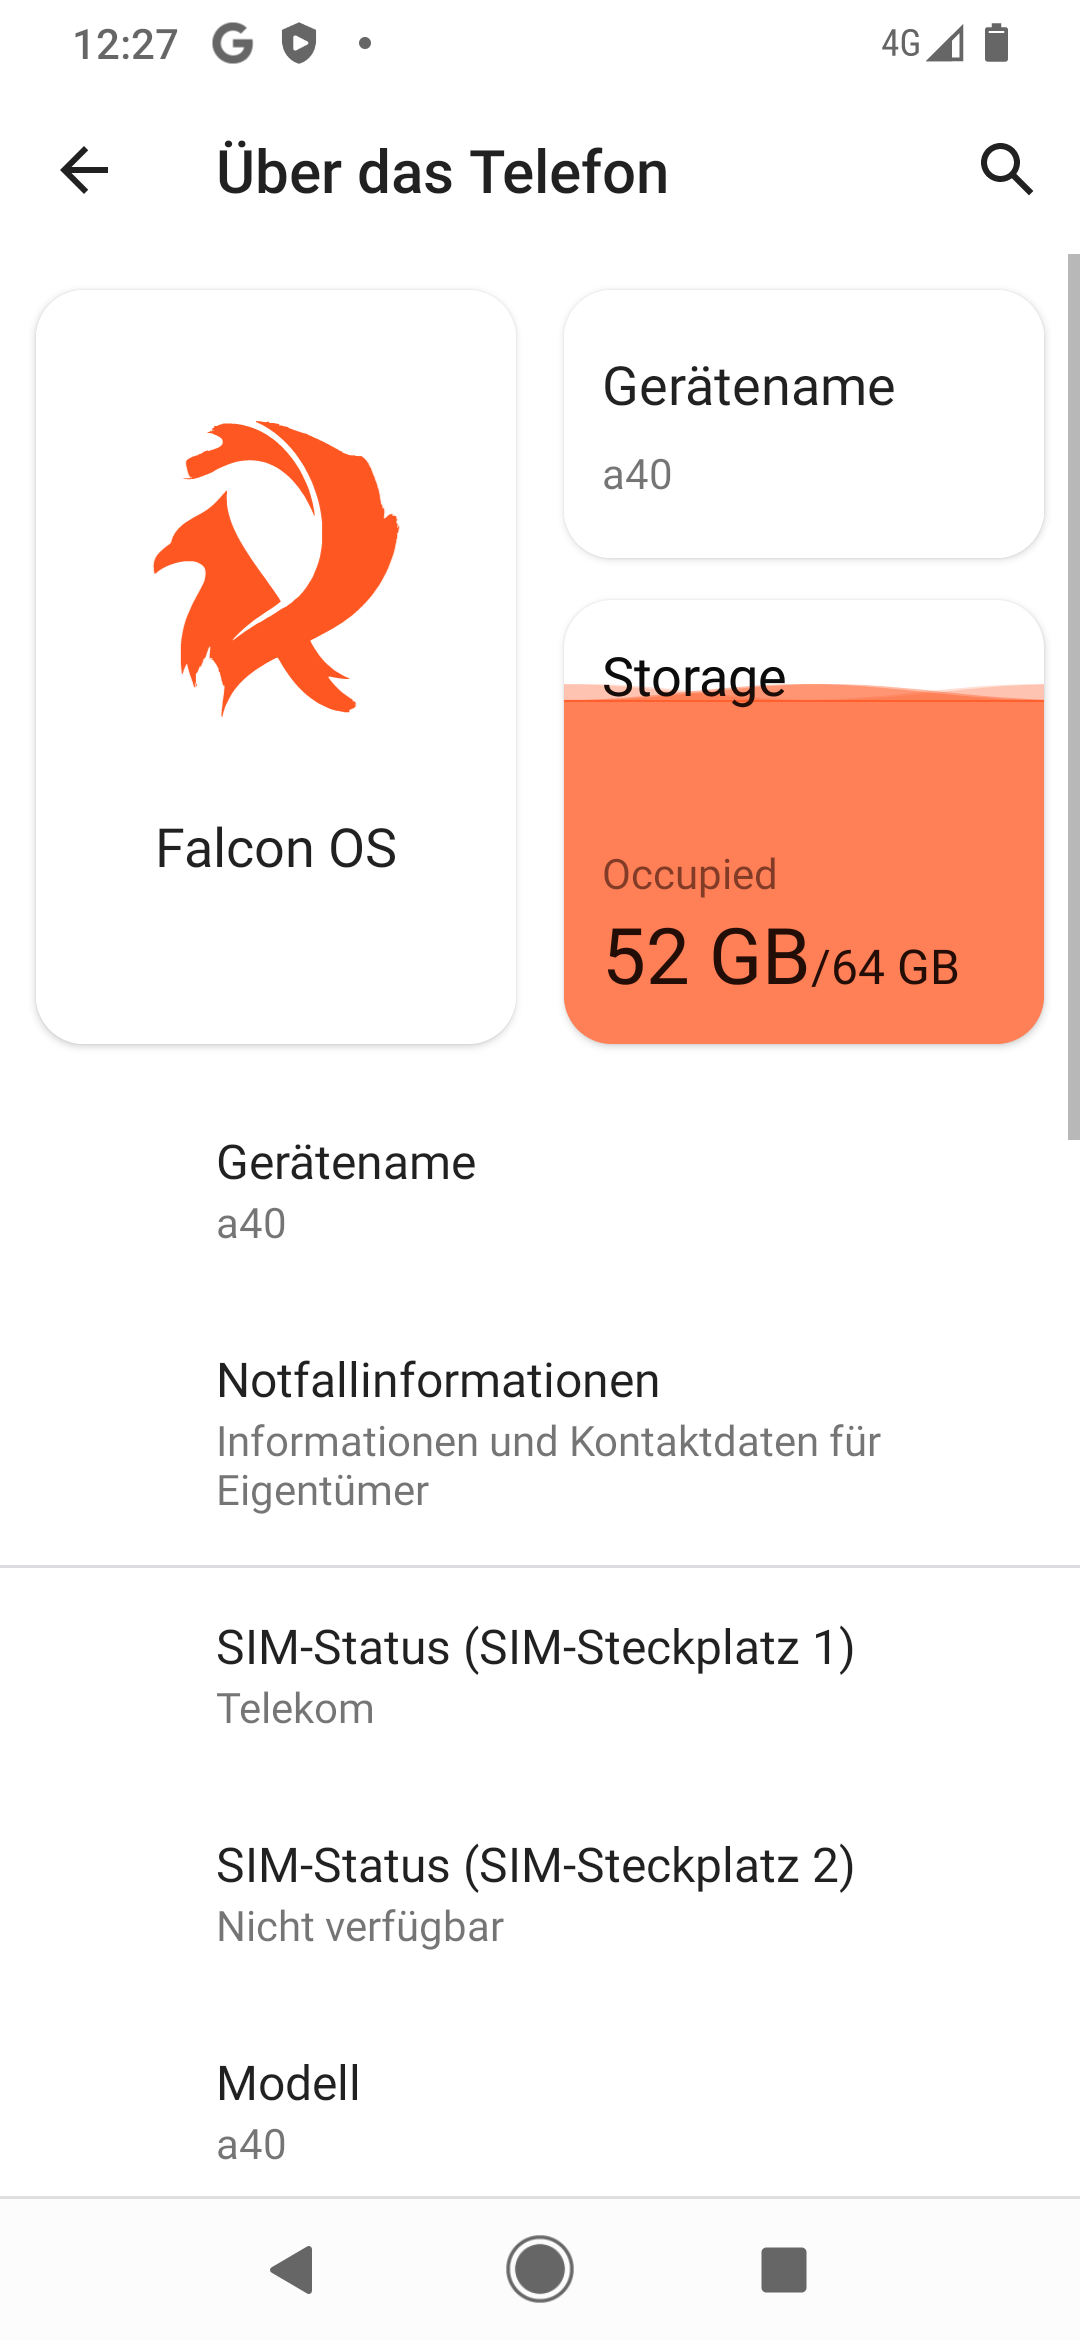 12:27
4G
Über das Telefon
Falcon OS
Gerätename
a40
Storage
Occupied
52 GB/64 GB
Gerätename
a40
Notfallinformationen
Informationen und Kontaktdaten für
Eigentümer
SIM-Status (SIM-Steckplatz 1)
Telekom
SIM-Status (SIM-Steckplatz 2)
Nicht verfügbar
Modell
a40